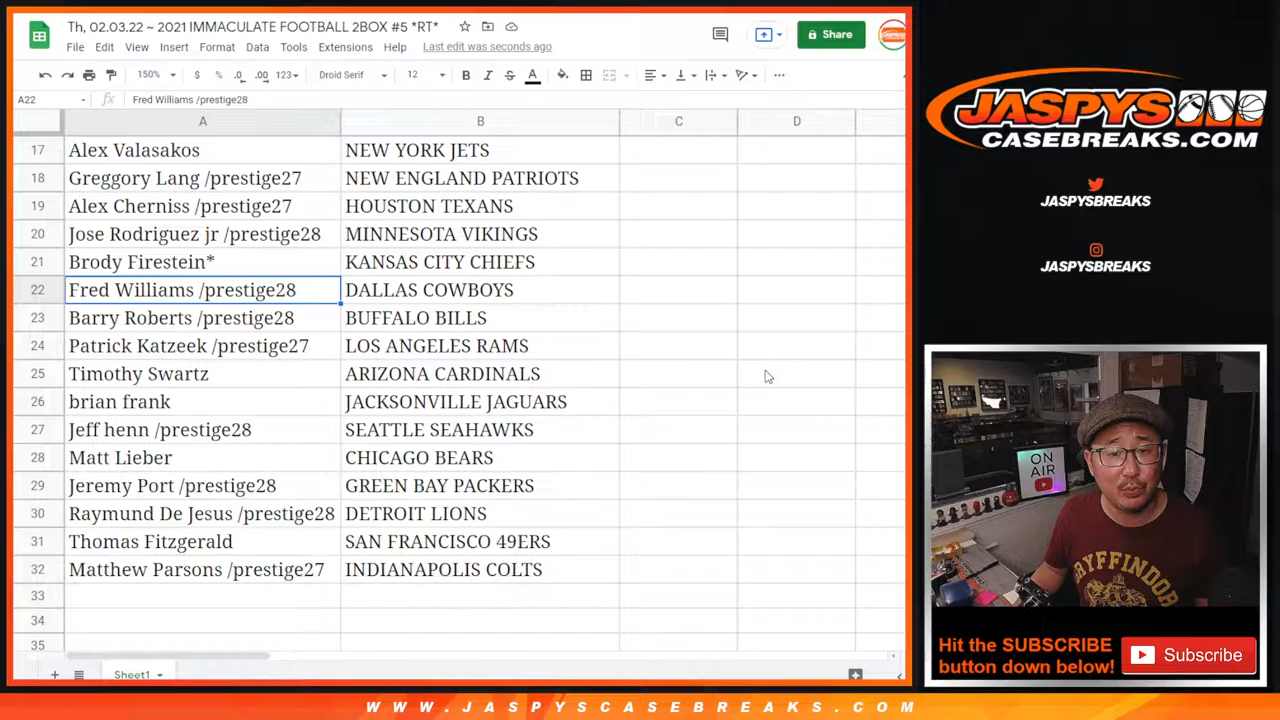 Th, 02.03.22 ~ 2021 IMMACULATE FOOTBALL 2BOX #5 *RT*
File Edit View Insert Format Data Tools Extensions Help Last edit was seconds ago
Share
150% $ % .0 .00 123 Droid Serif 12 B I S A
A22 fx Fred Williams /prestige28
A B C D
17 Alex Valasakos NEW YORK JETS
18 Greggory Lang /prestige27 NEW ENGLAND PATRIOTS
19 Alex Cherniss /prestige27 HOUSTON TEXANS
20 Jose Rodriguez jr /prestige28 MINNESOTA VIKINGS
21 Brody Firestein* KANSAS CITY CHIEFS
22 Fred Williams /prestige28 DALLAS COWBOYS
23 Barry Roberts /prestige28 BUFFALO BILLS
24 Patrick Katzeek /prestige27 LOS ANGELES RAMS
25 Timothy Swartz ARIZONA CARDINALS
26 brian frank JACKSONVILLE JAGUARS
27 Jeff henn /prestige28 SEATTLE SEAHAWKS
28 Matt Lieber CHICAGO BEARS
29 Jeremy Port /prestige28 GREEN BAY PACKERS
30 Raymund De Jesus /prestige28 DETROIT LIONS
31 Thomas Fitzgerald SAN FRANCISCO 49ERS
32 Matthew Parsons /prestige27 INDIANAPOLIS COLTS
33
34
35
Sheet1
JASPYS
CASEBREAKS.COM
JASPYSBREAKS
JASPYSBREAKS
ON
AIR
GRYFFINDOR
Hit the SUBSCRIBE
button down below!
Subscribe
WWW.JASPYSCASEBREAKS.COM